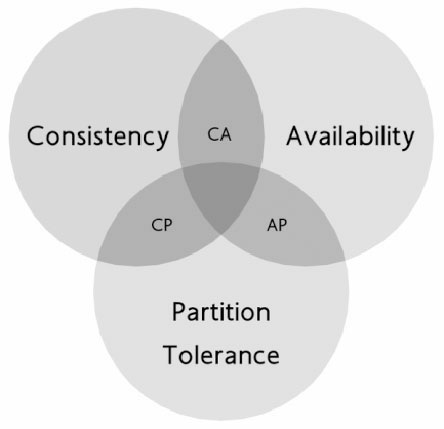 Consistency
CA
Availability
CP
AP
Partition
Tolerance